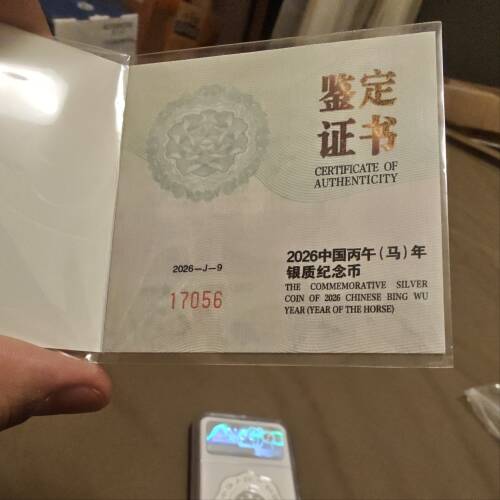 鉴定
证书
CERTIFICATE OF
AUTHENTICITY
2026-J-9
17056
2026中国丙午(马)年
银质纪念币
THE COMMEMORATIVE SILVER
COIN OF 2026 CHINESE BING WU
YEAR (YEAR OF THE HORSE)